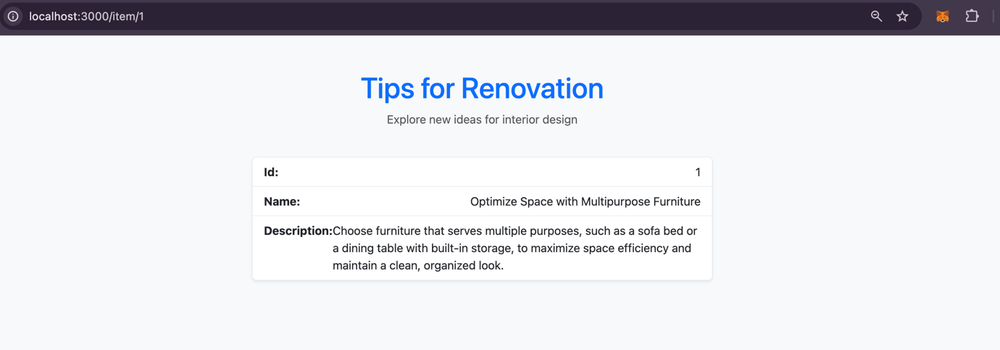 localhost:3000/item/1
Tips for Renovation
Explore new ideas for interior design
Id: 1
Name: Optimize Space with Multipurpose Furniture
Description:Choose furniture that serves multiple purposes, such as a sofa bed or
a dining table with built-in storage, to maximize space efficiency and
maintain a clean, organized look.